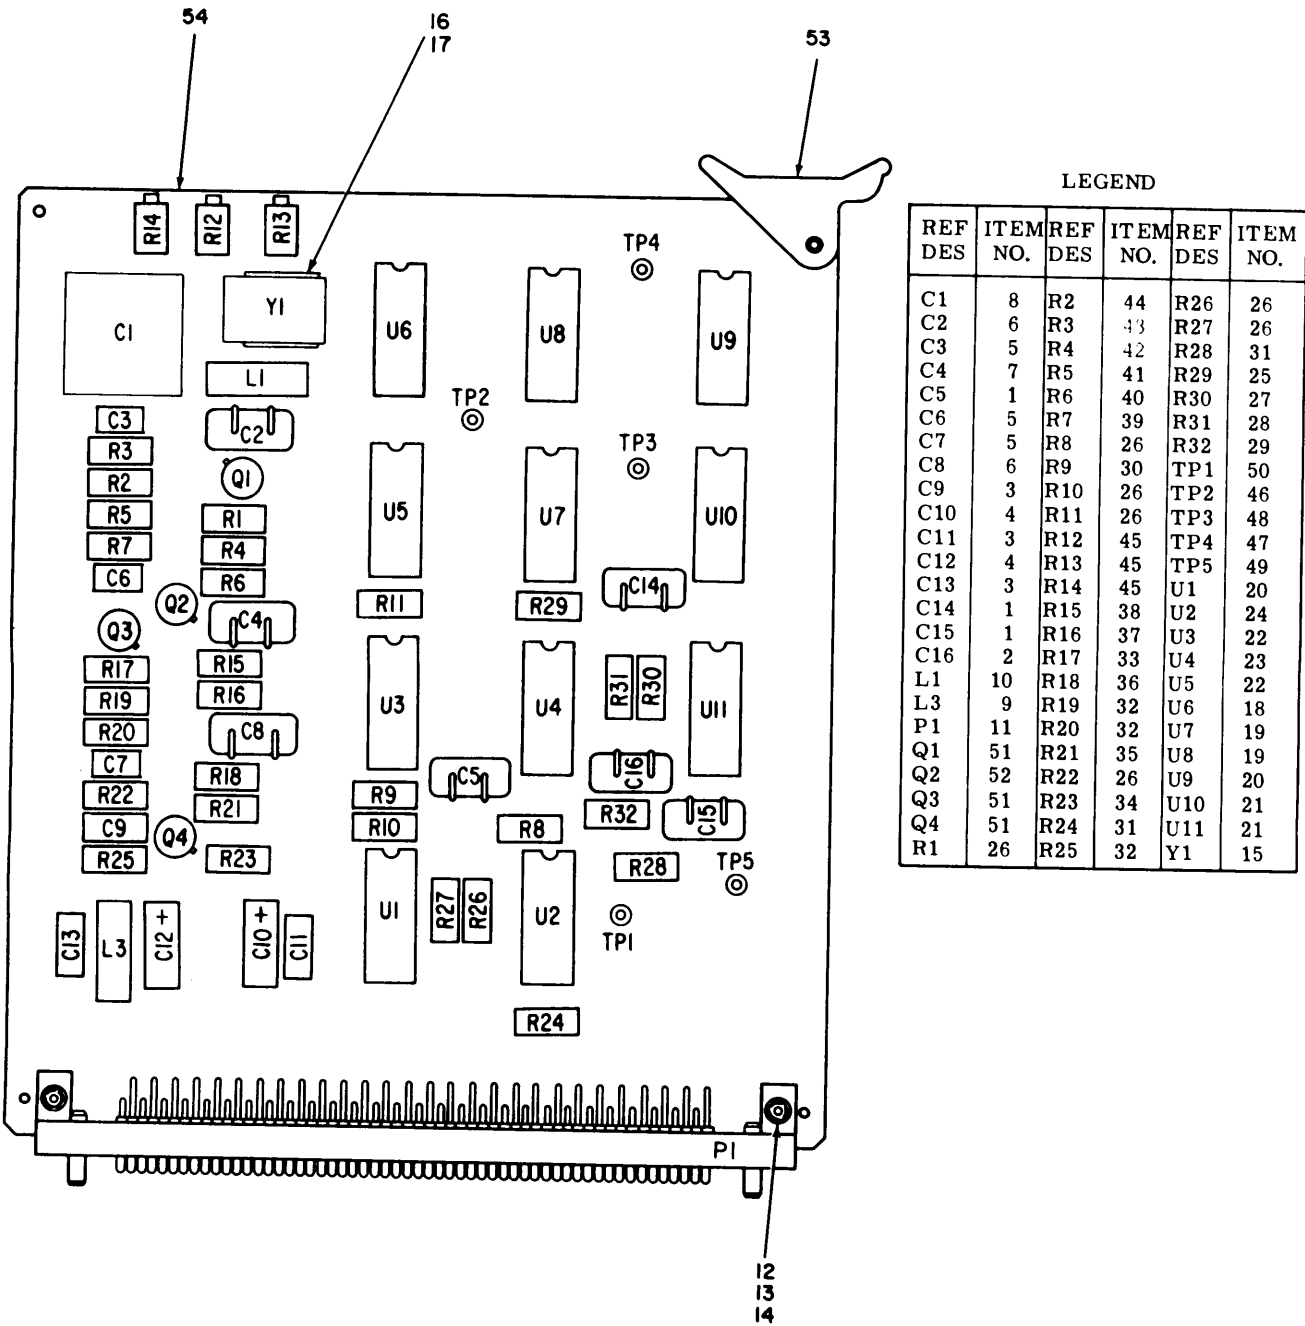 54
16
17
53
R14
R12
R13
TP4
C1
Y1
U6
U8
U9
L1
TP2
C3
C2
TP3
R3
Q1
R2
R5
R1
U5
U7
U10
R7
R4
C6
R6
C14
Q2
R11
R29
Q3
C4
R17
R15
R31
R30
R19
R16
U3
U4
U11
R20
C8
C7
R18
C5
C16
R22
R21
R9
R32
C15
C9
Q4
R10
R8
R25
R23
R28
TP5
U1
R27
R26
U2
TP1
C13
L3
C12 +
C10 +
C11
R24
P1
12
13
14
LEGEND
REF DES ITEM NO. REF DES ITEM NO. REF DES ITEM NO.
C1 8 R2 44 R26 26
C2 6 R3 43 R27 26
C3 5 R4 42 R28 31
C4 7 R5 41 R29 25
C5 1 R6 40 R30 27
C6 5 R7 39 R31 28
C7 5 R8 26 R32 29
C8 6 R9 30 TP1 50
C9 3 R10 26 TP2 46
C10 4 R11 26 TP3 48
C11 3 R12 45 TP4 47
C12 4 R13 45 TP5 49
C13 3 R14 45 U1 20
C14 1 R15 38 U2 24
C15 1 R16 37 U3 22
C16 2 R17 33 U4 23
L1 10 R18 36 U5 22
L3 9 R19 32 U6 18
P1 11 R20 32 U7 19
Q1 51 R21 35 U8 19
Q2 52 R22 26 U9 20
Q3 51 R23 34 U10 21
Q4 51 R24 31 U11 21
R1 26 R25 32 Y1 15